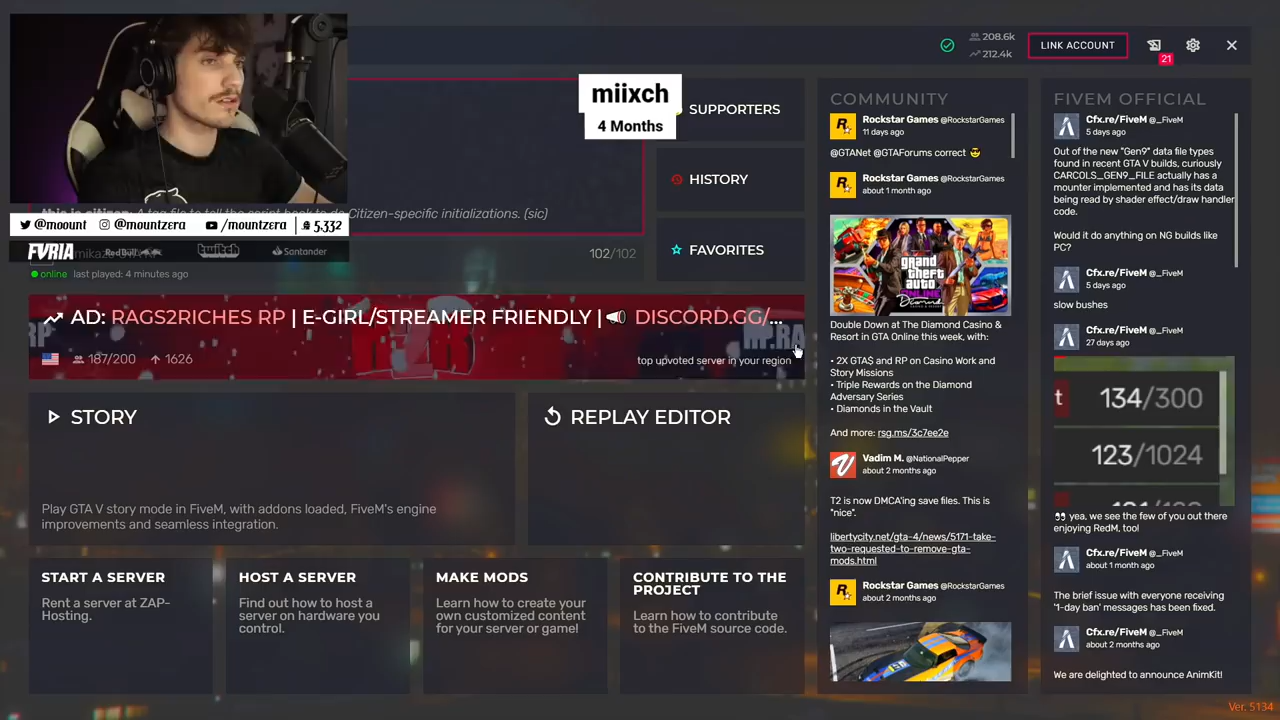 208.6k
212.4k
LINK ACCOUNT
21
miixch
4 Months
SUPPORTERS
HISTORY
FAVORITES
Citizen-specific initializations. (sic)
@moount
@mountzera
/mountzera
5.332
FVRIA
twitch
Santander
102/102
online last played: 4 minutes ago
AD: RAGS2RICHES RP | E-GIRL/STREAMER FRIENDLY | DISCORD.GG/...
187/200
1626
top upvoted server in your region
STORY
Play GTA V story mode in FiveM, with addons loaded, FiveM's engine
improvements and seamless integration.
REPLAY EDITOR
START A SERVER
Rent a server at ZAP-
Hosting.
HOST A SERVER
Find out how to host a
server on hardware you
control.
MAKE MODS
Learn how to create your
own customized content
for your server or game!
CONTRIBUTE TO THE
PROJECT
Learn how to contribute
to the FiveM source code.
COMMUNITY
Rockstar Games @RockstarGames
11 days ago
@GTANet @GTAForums correct 😎
Rockstar Games @RockstarGames
about 1 month ago
grand
theft
auto
ONLINE
Diamond
Double Down at The Diamond Casino &
Resort in GTA Online this week, with:
• 2X GTA$ and RP on Casino Work and
Story Missions
• Triple Rewards on the Diamond
Adversary Series
• Diamonds in the Vault
And more: rsg.ms/3c7ee2e
Vadim M. @NationalPepper
about 2 months ago
T2 is now DMCA'ing save files. This is
"nice".
libertycity.net/gta-4/news/5171-take-
two-requested-to-remove-gta-
mods.html
Rockstar Games @RockstarGames
about 2 months ago
FIVEM OFFICIAL
Cfx.re/FiveM @_FiveM
5 days ago
Out of the new "Gen9" data file types
found in recent GTA V builds, curiously
CARCOLS_GEN9_FILE actually has a
mounter implemented and has its data
being read by shader effect/draw handler
code.
Would it do anything on NG builds like
PC?
Cfx.re/FiveM @_FiveM
5 days ago
slow bushes
Cfx.re/FiveM @_FiveM
27 days ago
t 134/300
123/1024
👀 yea, we see the few of you out there
enjoying RedM, too!
Cfx.re/FiveM @_FiveM
about 1 month ago
The brief issue with everyone receiving
'1-day ban' messages has been fixed.
Cfx.re/FiveM @_FiveM
about 2 months ago
We are delighted to announce AnimKit!
Ver. 5134